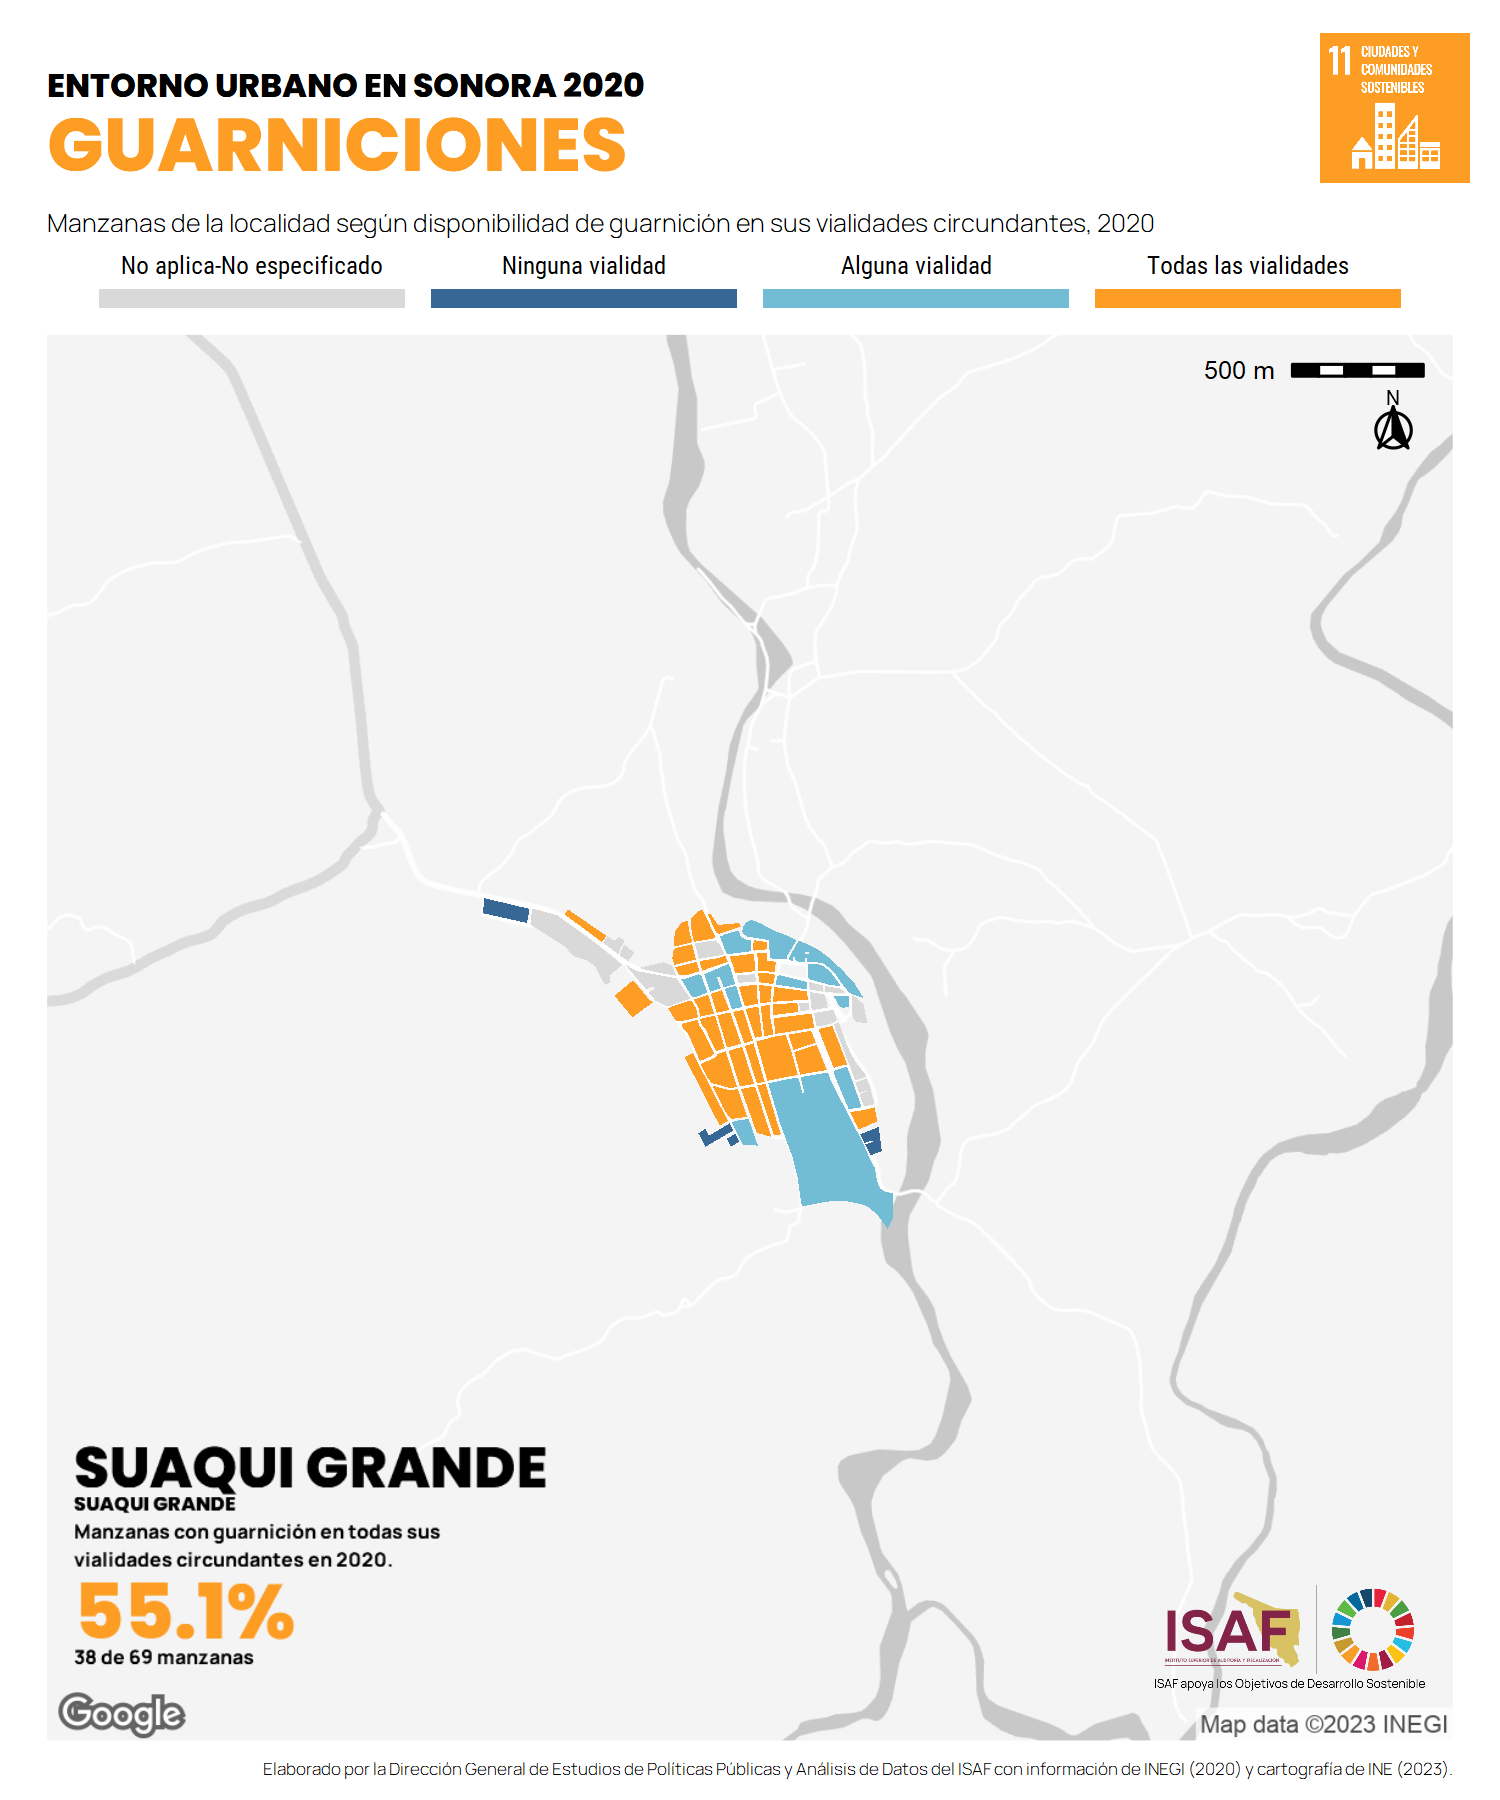 ENTORNO URBANO EN SONORA 2020
GUARNICIONES
11 CIUDADES Y
COMUNIDADES
SOSTENIBLES
Manzanas de la localidad según disponibilidad de guarnición en sus vialidades circundantes, 2020
No aplica-No especificado Ninguna vialidad Alguna vialidad Todas las vialidades
500 m
N
SUAQUI GRANDE
SUAQUI GRANDE
Manzanas con guarnición en todas sus
vialidades circundantes en 2020.
55.1%
38 de 69 manzanas
ISAF
INSTITUTO SUPERIOR DE AUDITORÍA Y FISCALIZACIÓN
ISAF apoya los Objetivos de Desarrollo Sostenible
Google
Map data ©2023 INEGI
Elaborado por la Dirección General de Estudios de Políticas Públicas y Análisis de Datos del ISAF con información de INEGI (2020) y cartografía de INE (2023).